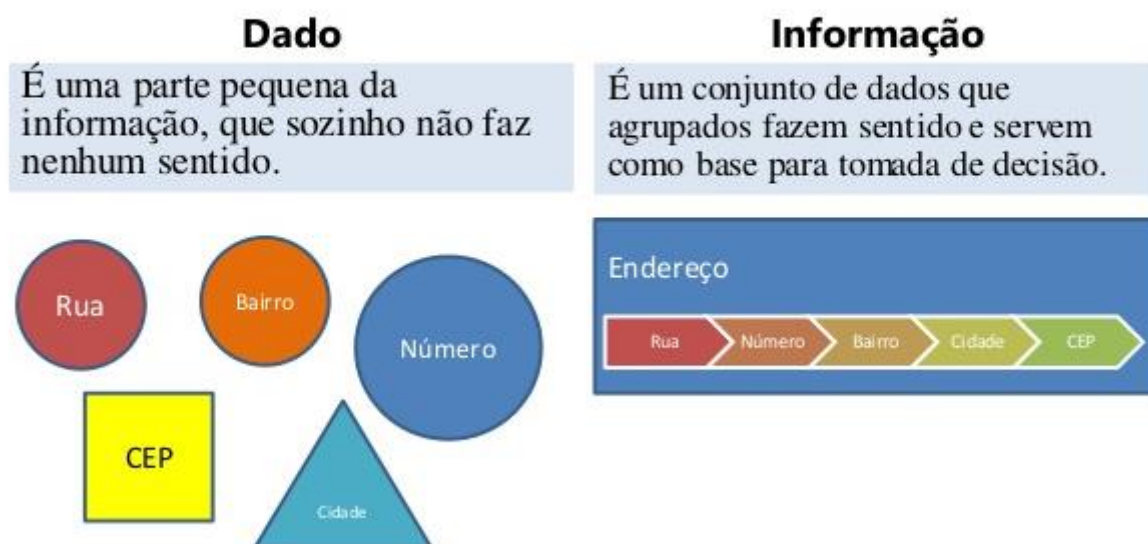 Dado
É uma parte pequena da
informação, que sozinho não faz
nenhum sentido.
Rua
Bairro
Número
CEP
Cidade
Informação
É um conjunto de dados que
agrupados fazem sentido e servem
como base para tomada de decisão.
Endereço
Rua
Número
Bairro
Cidade
CEP